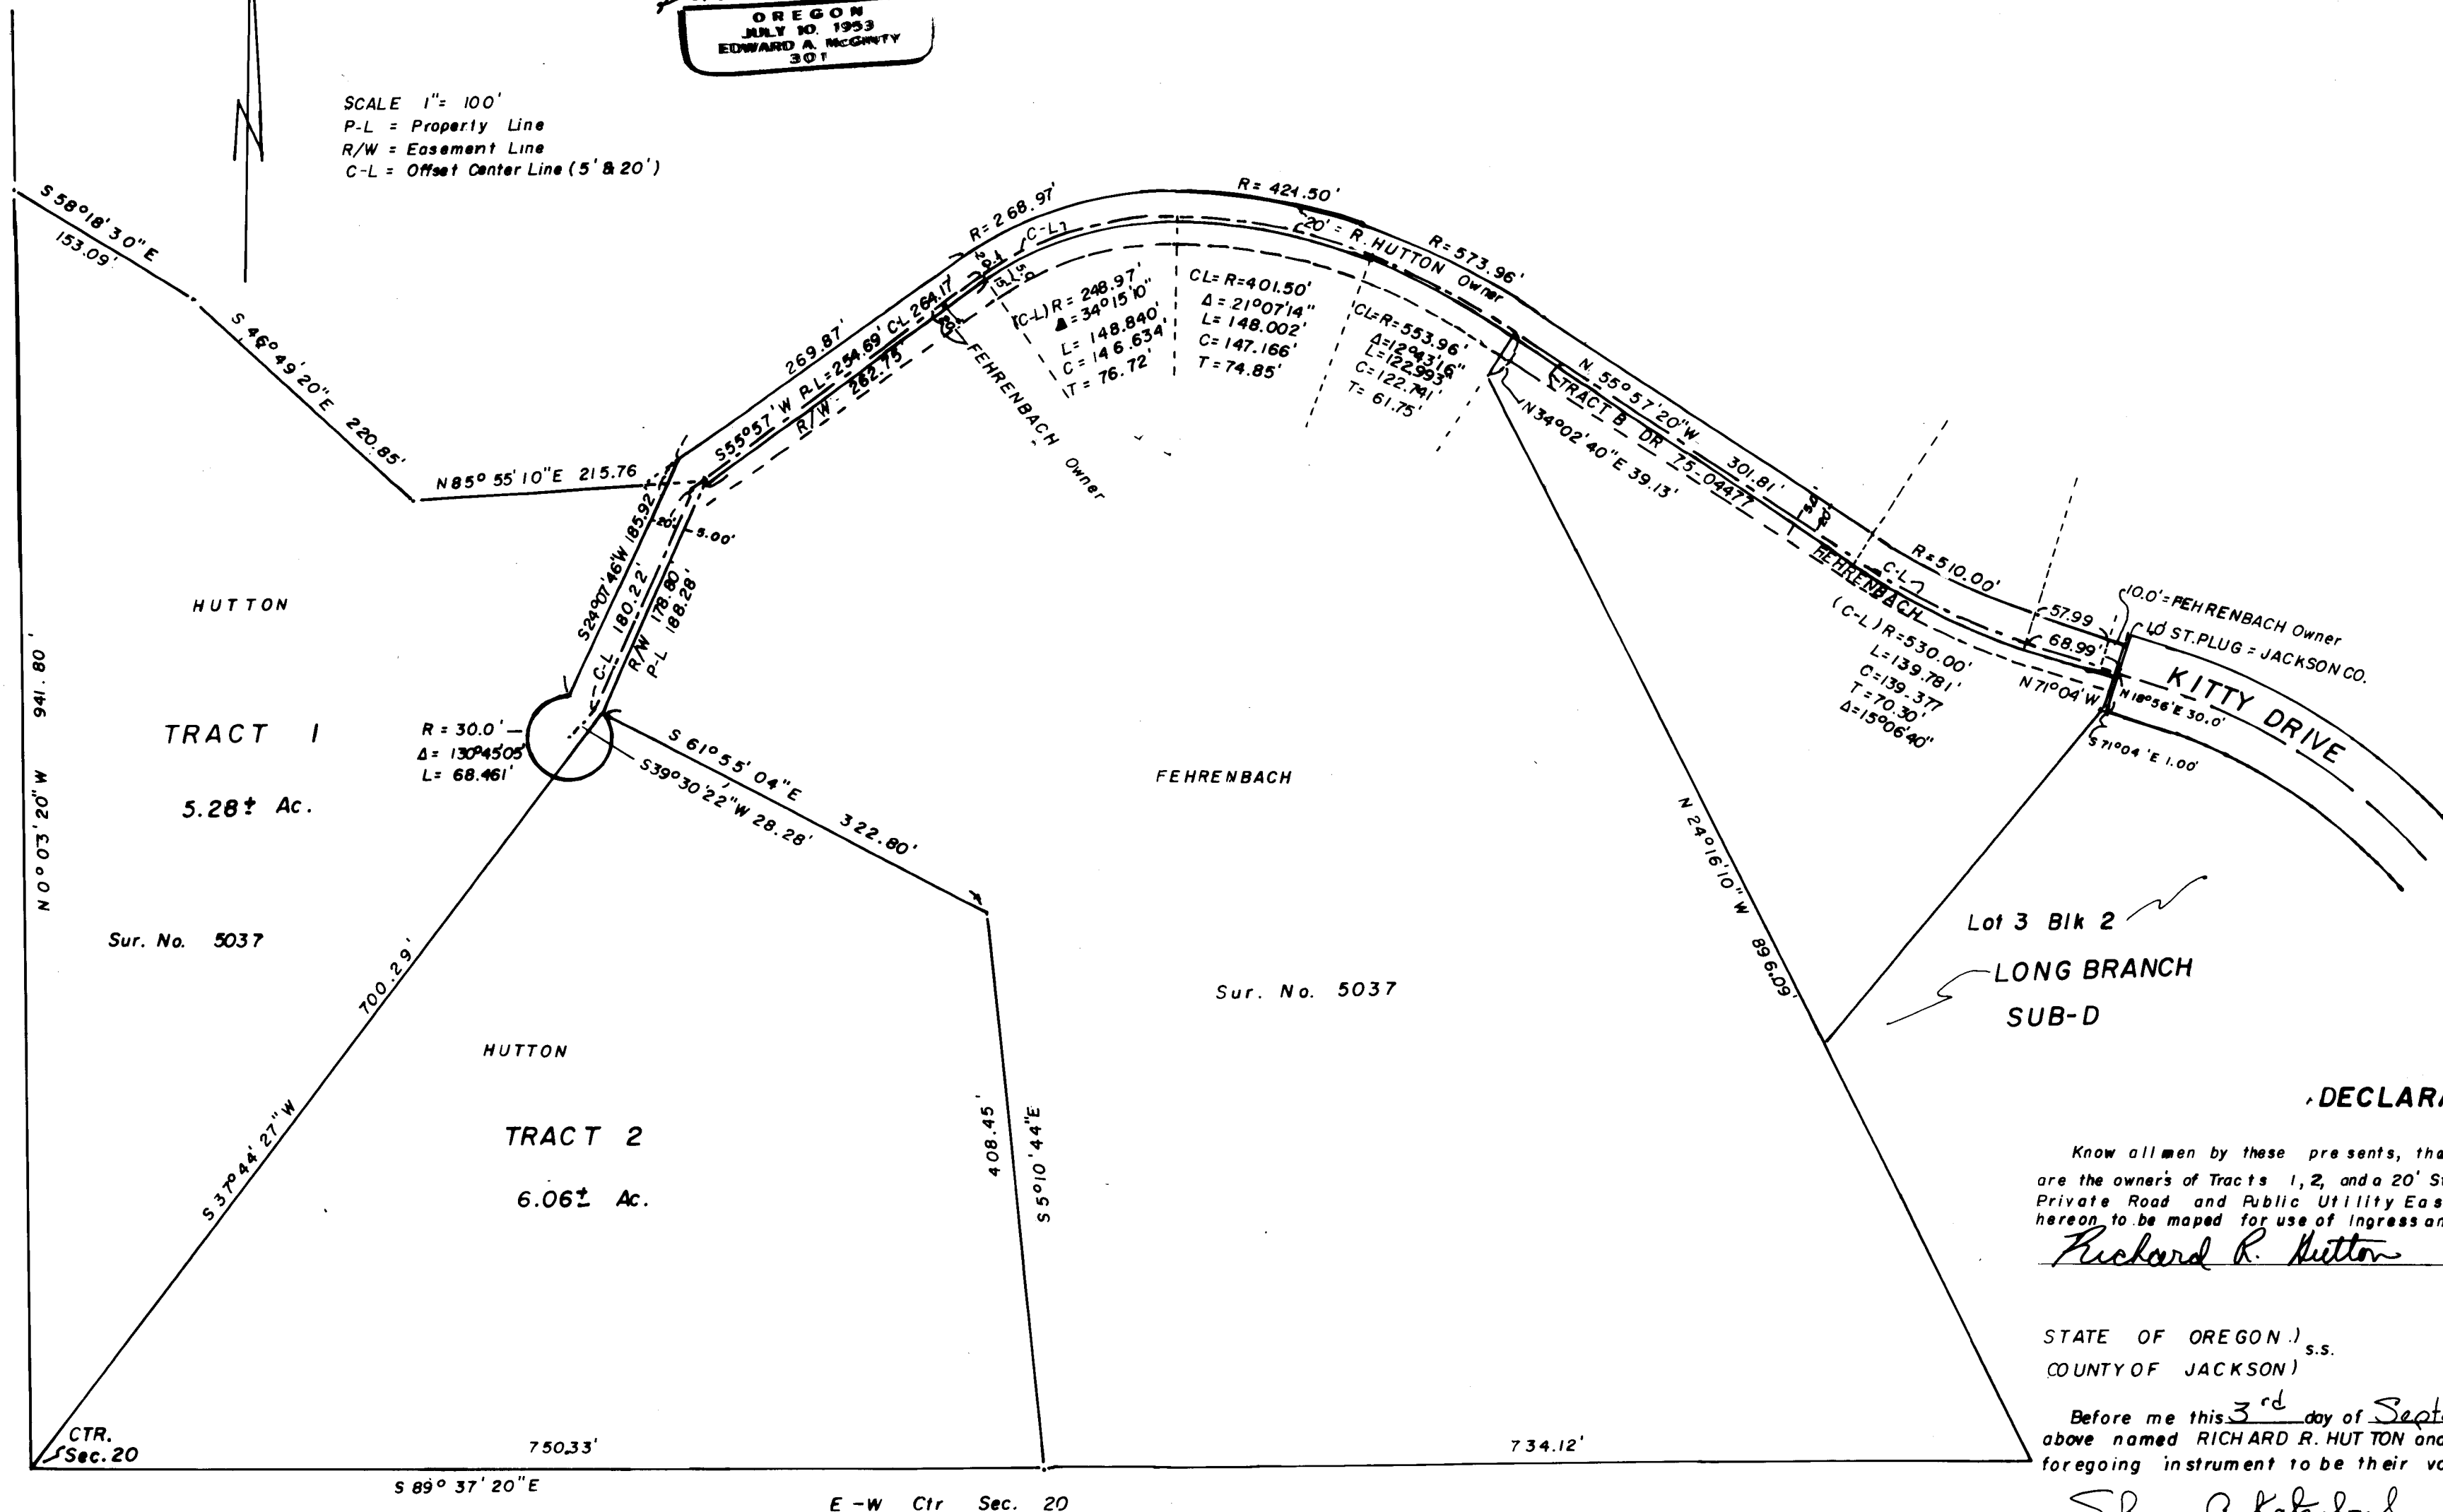 OREGON
JULY 10, 1953
EDWARD A. McGINTY
301
SCALE 1"= 100'
P-L = Property Line
R/W = Easement Line
C-L = Offset Center Line (5' & 20')
S 58°18'30"E
153.09'
S 46°49'20"E 220.85'
N85°55'10"E 215.76
269.87'
S55°57'W P-L=254.69' C-L 264.17'
R/W- 262.75'
R=268.97'
C-L
R= 421.50'
20' = R. HUTTON Owner
R=573.96'
FEHRENBACH Owner
(C-L) R= 248.97'
Δ=34°15'10"
L= 148.840'
C= 146.634'
T= 76.72'
CL= R=401.50'
Δ=21°07'14"
L= 148.002'
C= 147.166'
T= 74.85'
CL=R=553.96'
Δ=12°43'16"
L=122.993'
C=122.741'
T= 61.75'
N 55°57'20"W 301.81'
TRACT B DR 75-04477
N34°02'40"E 39.13'
5.0
20'
FEHRENBACH
C-L
R=510.00'
(C-L) R=530.00'
L=139.781'
C=139.377
T=70.30'
Δ=15°06'40"
57.99
68.99'
10.0'=FEHRENBACH Owner
1.0 ST.PLUG = JACKSON CO.
N 71°04'W
N 18°56'E 30.0'
S 71°04'E 1.00'
KITTY DRIVE
S24°07'46"W 185.92'
20'
5.00'
C-L 180.22'
R/W 178.80'
P-L 188.28'
HUTTON
TRACT 1
5.28± Ac.
Sur. No. 5037
N 0°03'20"W 941.80'
R = 30.0'
Δ= 130°45'05"
L= 68.461'
S 61°55'04"E 322.80'
S39°30'22"W 28.28'
FEHRENBACH
Sur. No. 5037
N 24°16'10"W 896.09'
Lot 3 Blk 2
LONG BRANCH
SUB-D
S 37°44'27"W 700.29'
HUTTON
TRACT 2
6.06± Ac.
408.45'
S 5°10'44"E
DECLARA
Know all men by these presents, tha
are the owner's of Tracts 1, 2, and a 20' St
Private Road and Public Utility Eas
hereon to be maped for use of Ingress an
Richard R. Hutton
STATE OF OREGON )
s.s.
COUNTY OF JACKSON)
Before me this 3rd day of Septe
above named RICHARD R. HUTTON and
foregoing instrument to be their vo
CTR.
Sec. 20
750.33'
734.12'
S 89°37'20"E
E-W Ctr Sec. 20